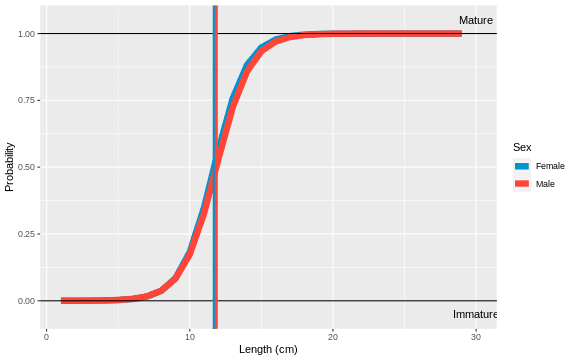 Mature
1.00
0.75
0.50
0.25
0.00
Probability
Immature
0
10
20
30
Length (cm)
Sex
Female
Male